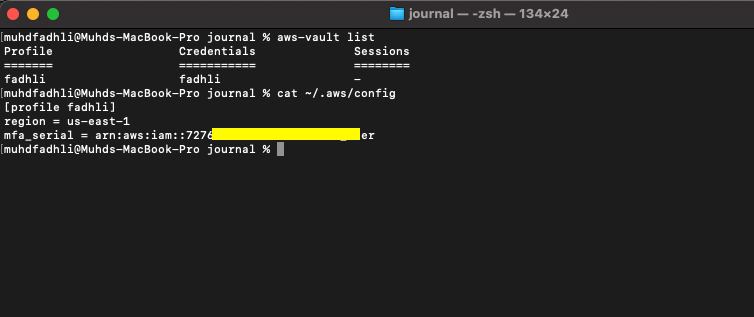 journal — -zsh — 134×24
[muhdfadhli@Muhds-MacBook-Pro journal % aws-vault list
Profile Credentials Sessions
======= =========== ========
fadhli fadhli -
[muhdfadhli@Muhds-MacBook-Pro journal % cat ~/.aws/config
[profile fadhli]
region = us-east-1
mfa_serial = arn:aws:iam::7276 er
[muhdfadhli@Muhds-MacBook-Pro journal %